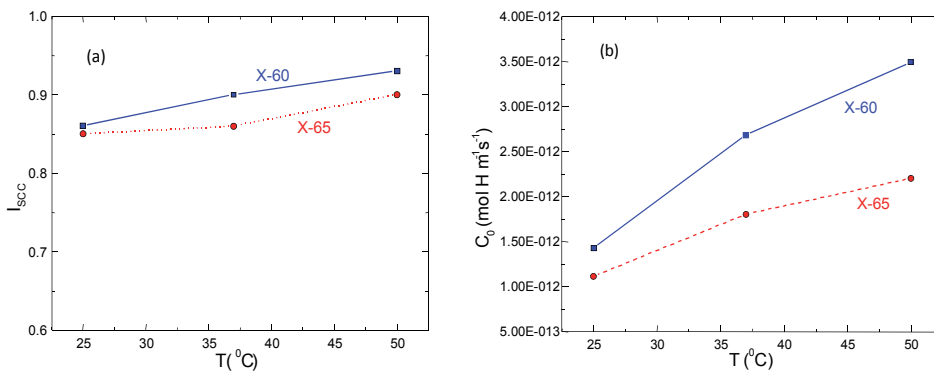 (a)
1.0
0.9
0.8
0.7
0.6
I_SCC
X-60
X-65
25 30 35 40 45 50
T(⁰C)
(b)
4.00E-012
3.50E-012
3.00E-012
2.50E-012
2.00E-012
1.50E-012
1.00E-012
5.00E-013
C₀ (mol H m⁻¹s⁻¹)
X-60
X-65
25 30 35 40 45 50
T (⁰C)